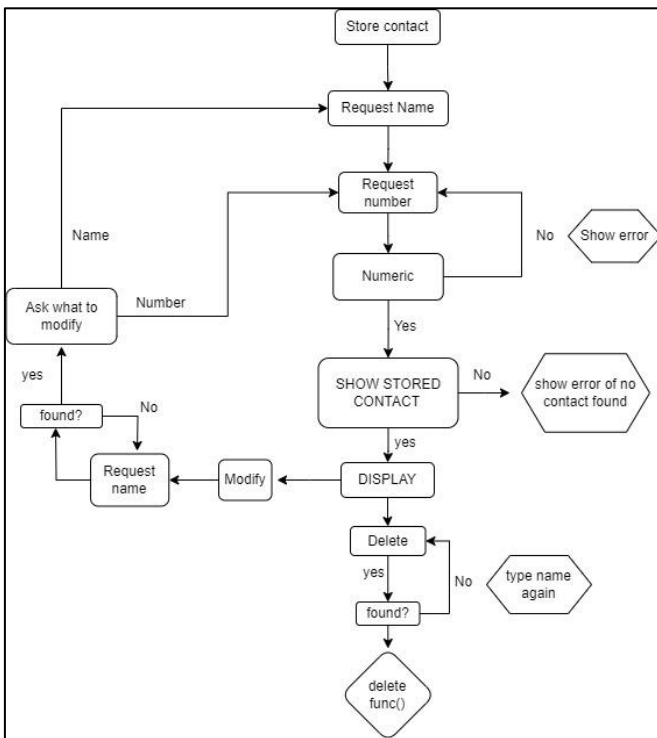 Store contact
Request Name
Request
number
No
Show error
Name
Numeric
Ask what to
modify
Number
Yes
yes
SHOW STORED
CONTACT
No
show error of no
contact found
found?
No
yes
Request
name
Modify
DISPLAY
Delete
yes
No
type name
again
found?
delete
func()